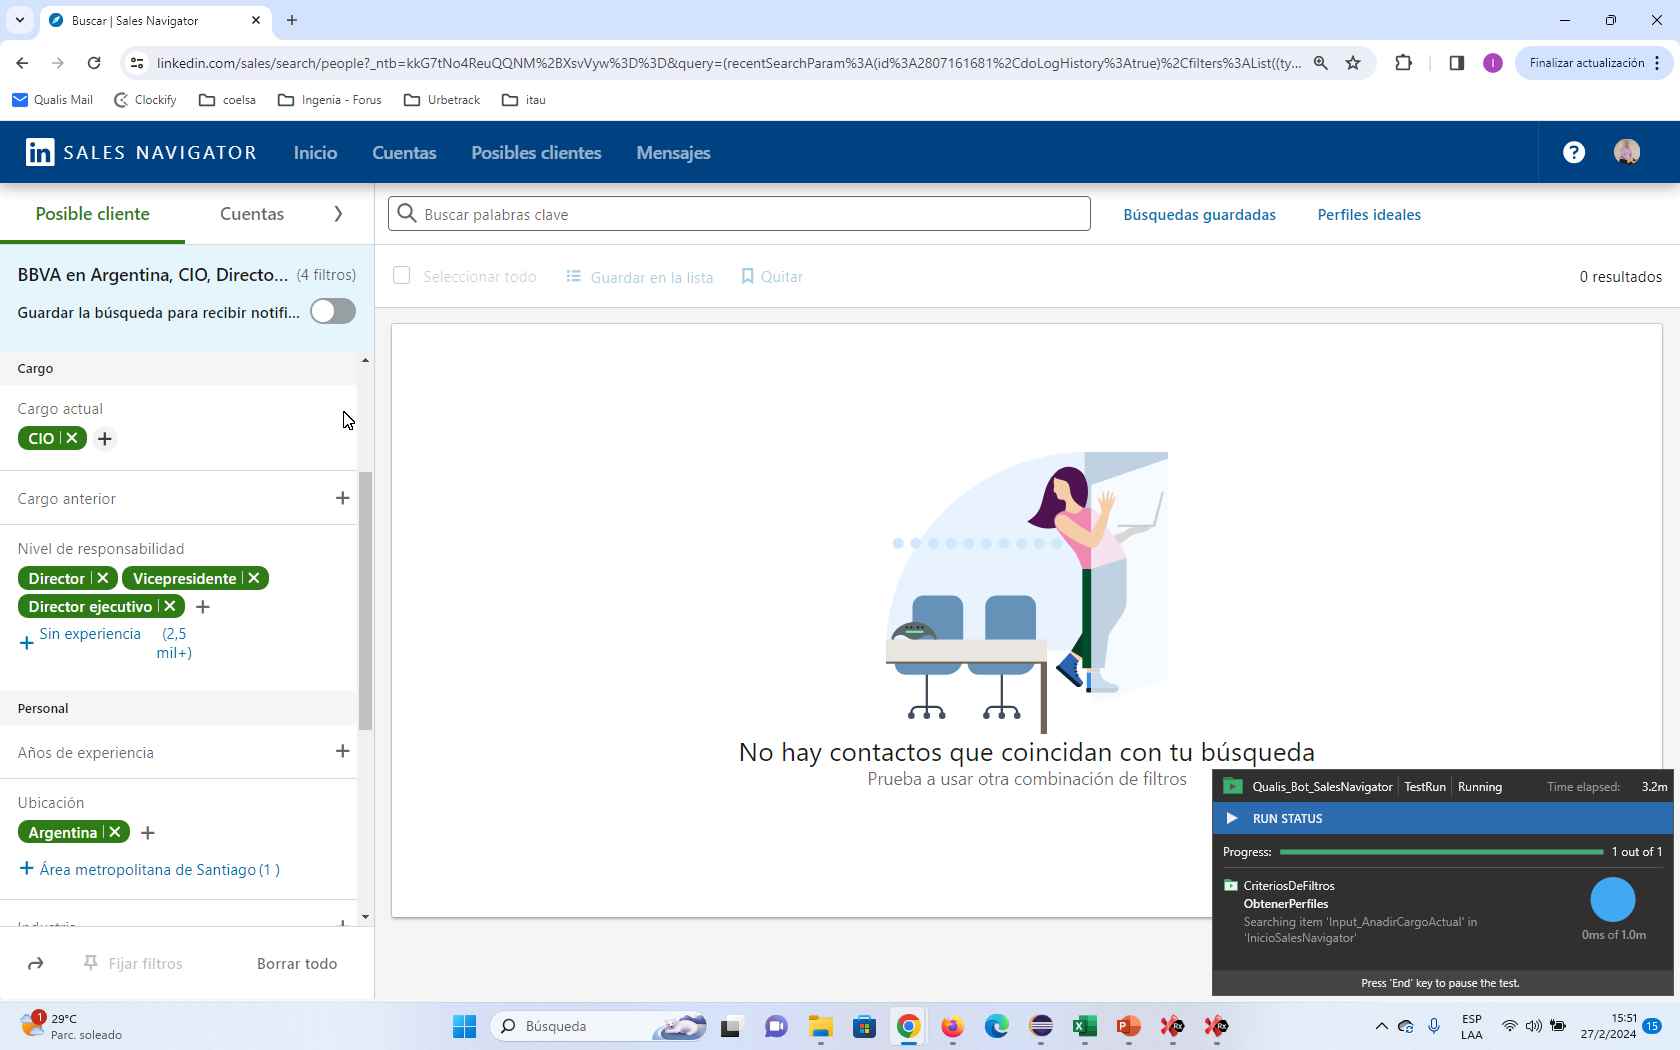 Buscar | Sales Navigator
linkedin.com/sales/search/people?_ntb=kkG7tNo4ReuQQNM%2BXsvVyw%3D%3D&query=(recentSearchParam%3A(id%3A2807161681%2CdoLogHistory%3Atrue)%2Cfilters%3AList((ty...
Finalizar actualización
Qualis Mail
Clockify
coelsa
Ingenia - Forus
Urbetrack
itau
in SALES NAVIGATOR
Inicio
Cuentas
Posibles clientes
Mensajes
Posible cliente
Cuentas
Buscar palabras clave
Búsquedas guardadas
Perfiles ideales
BBVA en Argentina, CIO, Directo... (4 filtros)
Guardar la búsqueda para recibir notifi...
Seleccionar todo
Guardar en la lista
Quitar
0 resultados
Cargo
Cargo actual
CIO
Cargo anterior
Nivel de responsabilidad
Director
Vicepresidente
Director ejecutivo
Sin experiencia (2,5
mil+)
Personal
Años de experiencia
Ubicación
Argentina
Área metropolitana de Santiago (1 )
Industria
Fijar filtros
Borrar todo
No hay contactos que coincidan con tu búsqueda
Prueba a usar otra combinación de filtros
Qualis_Bot_SalesNavigator
TestRun
Running
Time elapsed: 3.2m
RUN STATUS
Progress: 1 out of 1
CriteriosDeFiltros
ObtenerPerfiles
Searching item 'Input_AnadirCargoActual' in
'InicioSalesNavigator'
0ms of 1.0m
Press 'End' key to pause the test.
1
29°C
Parc. soleado
Búsqueda
ESP
LAA
15:51
27/2/2024
15